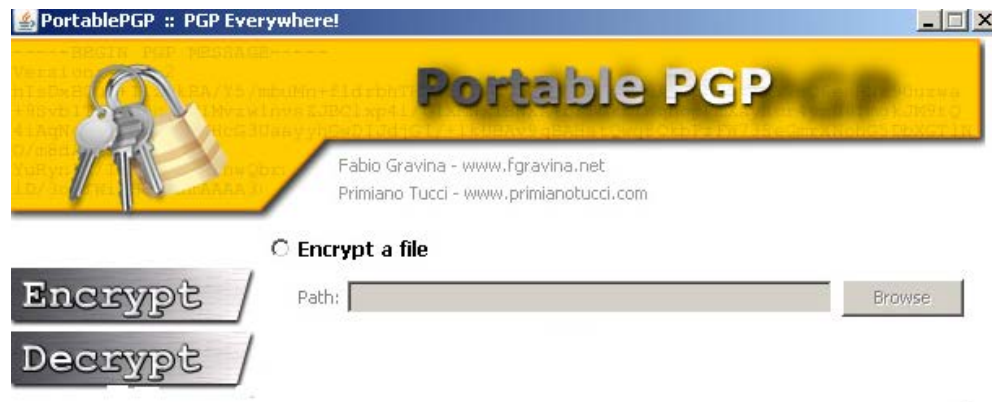 PortablePGP :: PGP Everywhere!
-----BEGIN PGP MESSAGE-----
Portable PGP
Fabio Gravina - www.fgravina.net
Primiano Tucci - www.primianotucci.com
Encrypt a file
Path:
Browse
Encrypt
Decrypt